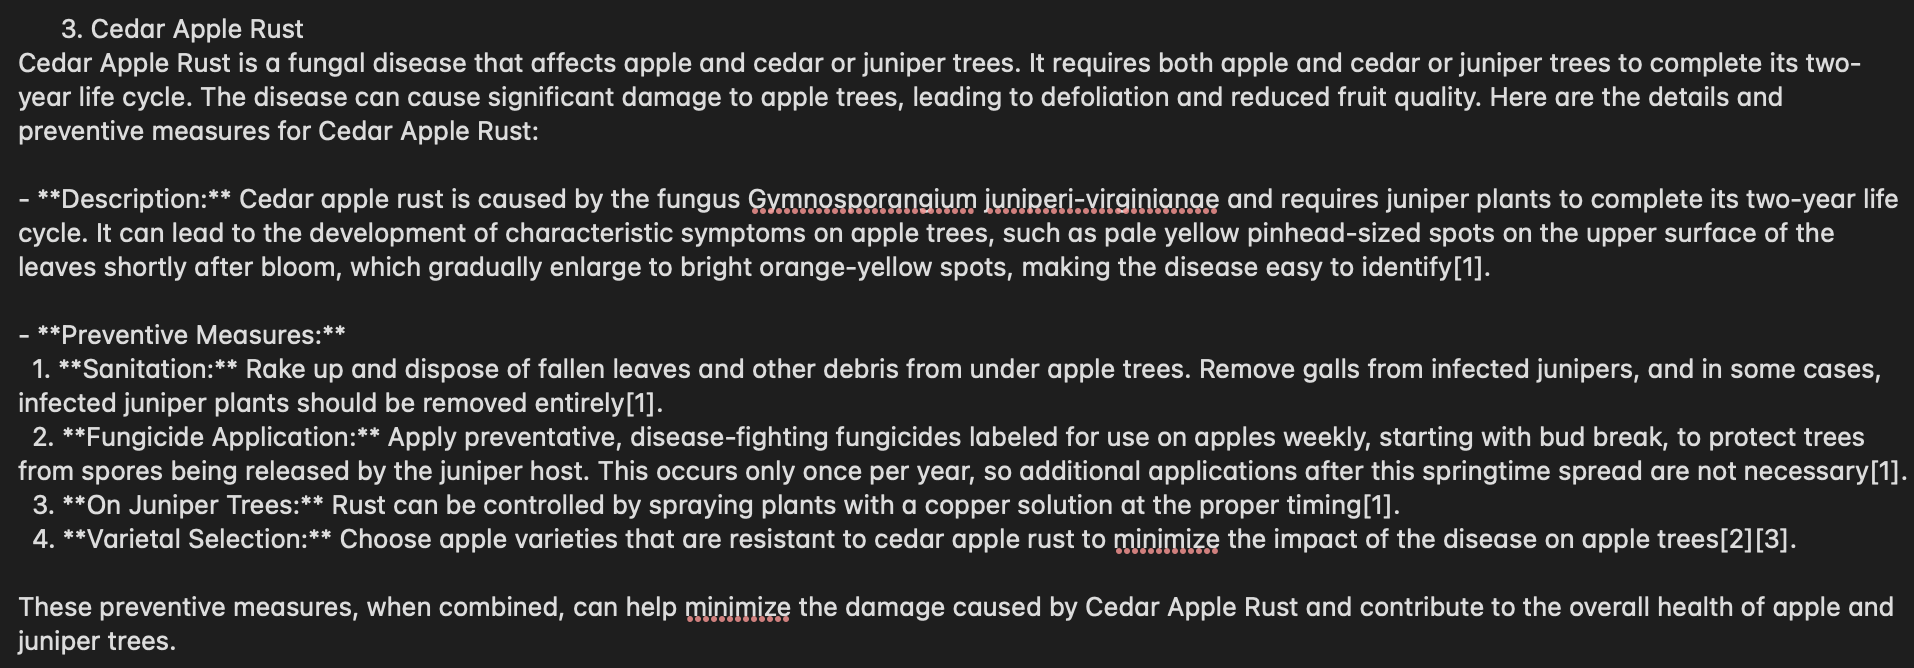 3. Cedar Apple Rust
Cedar Apple Rust is a fungal disease that affects apple and cedar or juniper trees. It requires both apple and cedar or juniper trees to complete its two-
year life cycle. The disease can cause significant damage to apple trees, leading to defoliation and reduced fruit quality. Here are the details and
preventive measures for Cedar Apple Rust:
- **Description:** Cedar apple rust is caused by the fungus Gymnosporangium juniperi-virginianae and requires juniper plants to complete its two-year life
cycle. It can lead to the development of characteristic symptoms on apple trees, such as pale yellow pinhead-sized spots on the upper surface of the
leaves shortly after bloom, which gradually enlarge to bright orange-yellow spots, making the disease easy to identify[1].
- **Preventive Measures:**
1. **Sanitation:** Rake up and dispose of fallen leaves and other debris from under apple trees. Remove galls from infected junipers, and in some cases,
infected juniper plants should be removed entirely[1].
2. **Fungicide Application:** Apply preventative, disease-fighting fungicides labeled for use on apples weekly, starting with bud break, to protect trees
from spores being released by the juniper host. This occurs only once per year, so additional applications after this springtime spread are not necessary[1].
3. **On Juniper Trees:** Rust can be controlled by spraying plants with a copper solution at the proper timing[1].
4. **Varietal Selection:** Choose apple varieties that are resistant to cedar apple rust to minimize the impact of the disease on apple trees[2][3].
These preventive measures, when combined, can help minimize the damage caused by Cedar Apple Rust and contribute to the overall health of apple and
juniper trees.